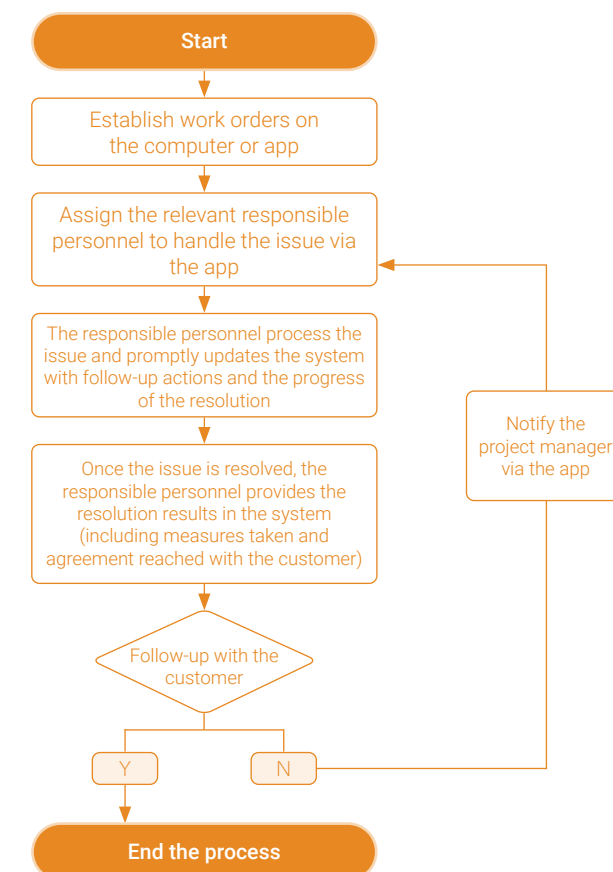 Start
Establish work orders on
the computer or app
Assign the relevant responsible
personnel to handle the issue via
the app
The responsible personnel process the
issue and promptly updates the system
with follow-up actions and the progress
of the resolution
Notify the
project manager
via the app
Once the issue is resolved, the
responsible personnel provides the
resolution results in the system
(including measures taken and
agreement reached with the customer)
Follow-up with the
customer
Y
N
End the process